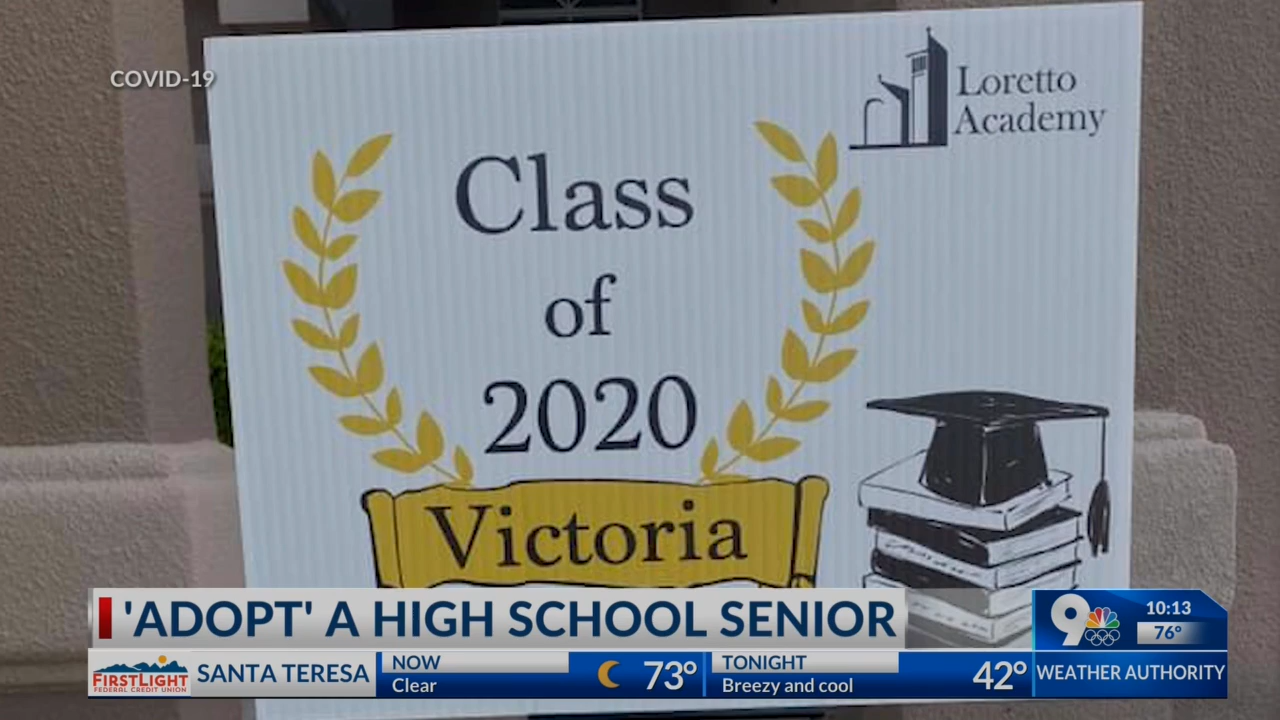 COVID-19
Loretto
Academy
Class
of
2020
Victoria
'ADOPT' A HIGH SCHOOL SENIOR
9
10:13
76°
FIRSTLIGHT
FEDERAL CREDIT UNION
SANTA TERESA
NOW
Clear
73°
TONIGHT
Breezy and cool
42°
WEATHER AUTHORITY